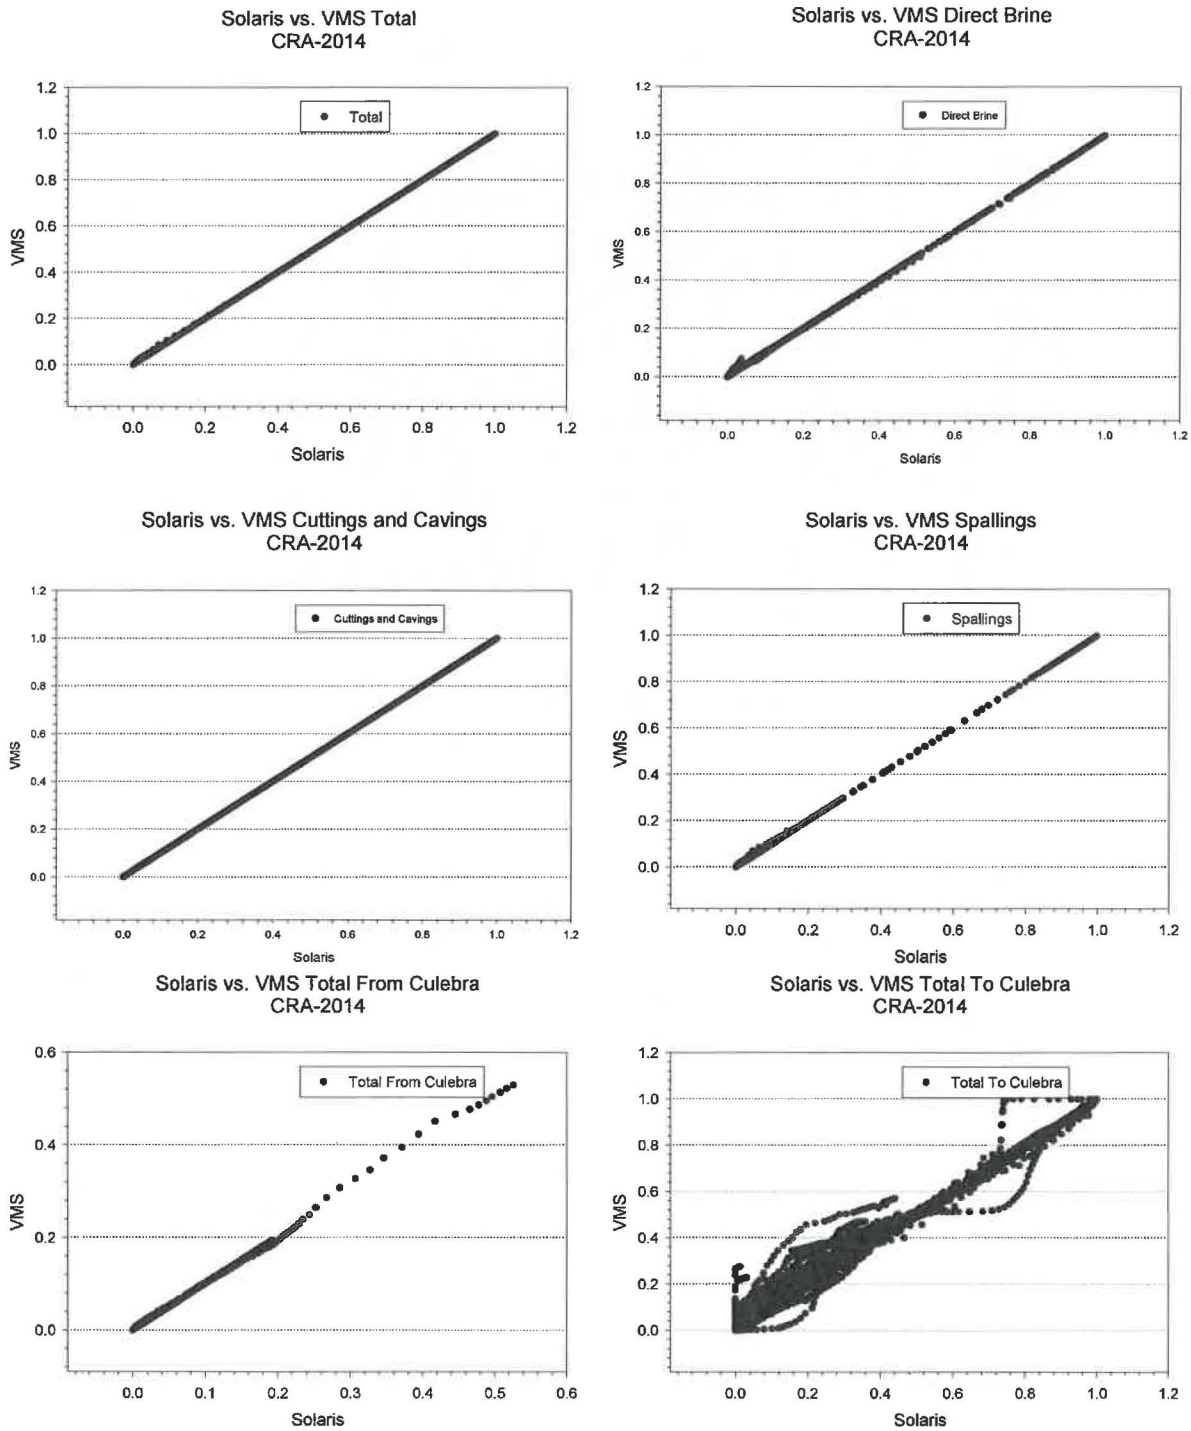 Solaris vs. VMS Total
CRA-2014
1.2
Total
1.0
0.8
0.6
VMS
0.4
0.2
0.0
0.0 0.2 0.4 0.6 0.8 1.0 1.2
Solaris
Solaris vs. VMS Direct Brine
CRA-2014
1.2
Direct Brine
1.0
0.8
0.6
VMS
0.4
0.2
0.0
0.0 0.2 0.4 0.6 0.8 1.0 1.2
Solaris
Solaris vs. VMS Cuttings and Cavings
CRA-2014
1.2
Cuttings and Cavings
1.0
0.8
0.6
VMS
0.4
0.2
0.0
0.0 0.2 0.4 0.6 0.8 1.0 1.2
Solaris
Solaris vs. VMS Spallings
CRA-2014
1.2
Spallings
1.0
0.8
0.6
VMS
0.4
0.2
0.0
0.0 0.2 0.4 0.6 0.8 1.0 1.2
Solaris
Solaris vs. VMS Total From Culebra
CRA-2014
0.6
Total From Culebra
0.4
VMS
0.2
0.0
0.0 0.1 0.2 0.3 0.4 0.5 0.6
Solaris
Solaris vs. VMS Total To Culebra
CRA-2014
1.2
Total To Culebra
1.0
0.8
0.6
VMS
0.4
0.2
0.0
0.0 0.2 0.4 0.6 0.8 1.0 1.2
Solaris